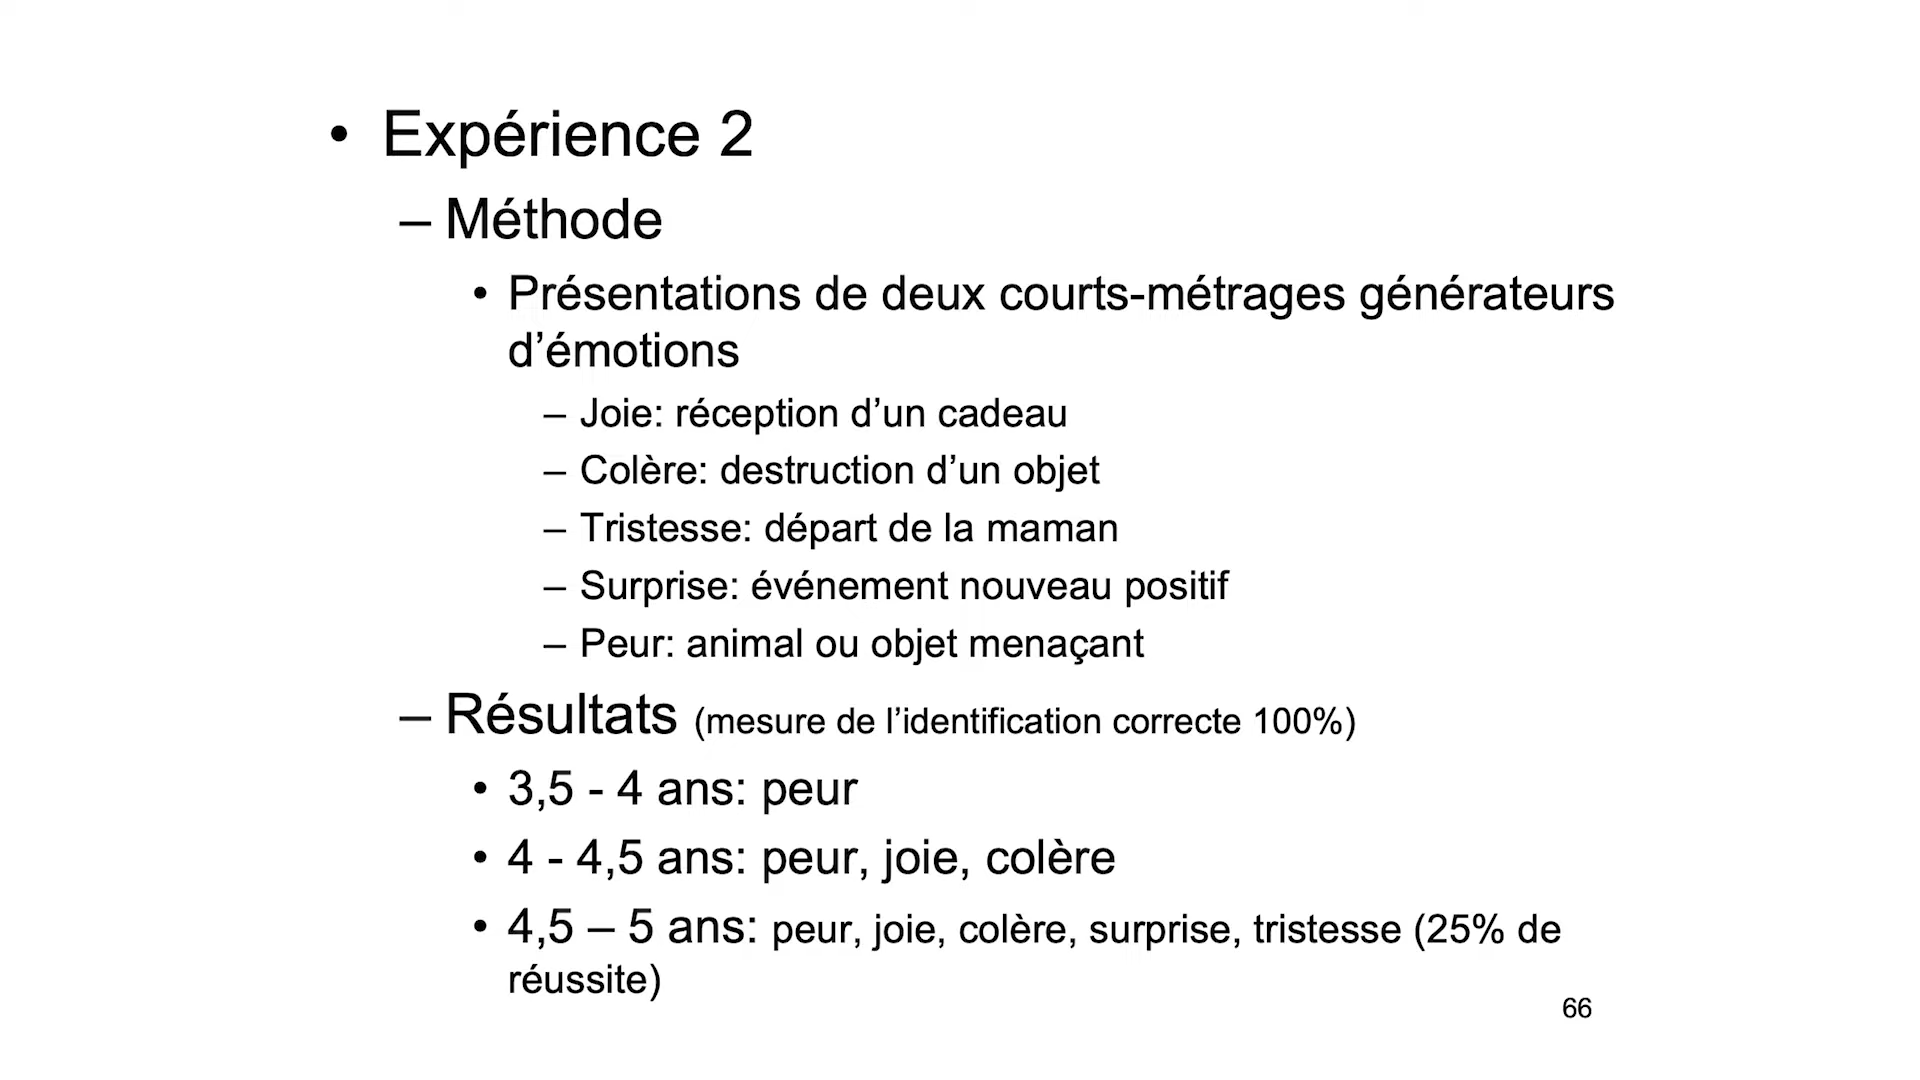 • Expérience 2
– Méthode
• Présentations de deux courts-métrages générateurs
d’émotions
– Joie: réception d’un cadeau
– Colère: destruction d’un objet
– Tristesse: départ de la maman
– Surprise: événement nouveau positif
– Peur: animal ou objet menaçant
– Résultats (mesure de l’identification correcte 100%)
• 3,5 - 4 ans: peur
• 4 - 4,5 ans: peur, joie, colère
• 4,5 – 5 ans: peur, joie, colère, surprise, tristesse (25% de
réussite)
66